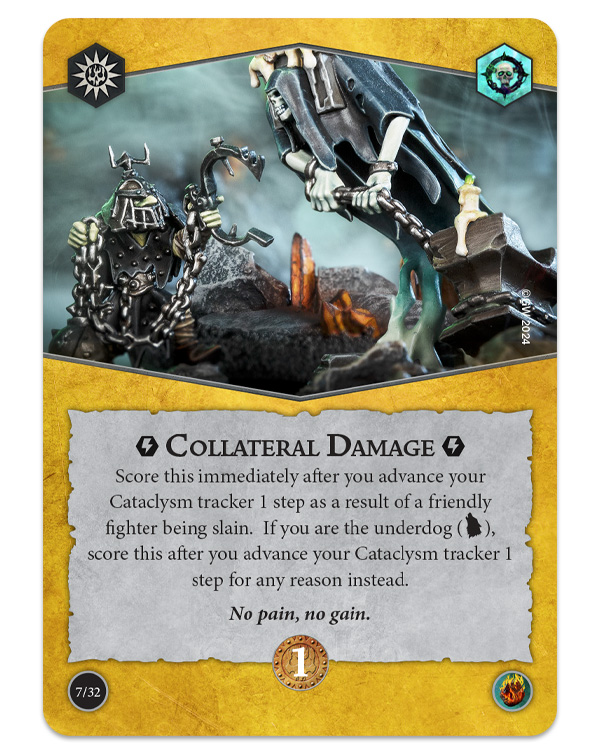 © GW 2024
COLLATERAL DAMAGE
Score this immediately after you advance your
Cataclysm tracker 1 step as a result of a friendly
fighter being slain. If you are the underdog ( ),
score this after you advance your Cataclysm tracker 1
step for any reason instead.
No pain, no gain.
1
7/32